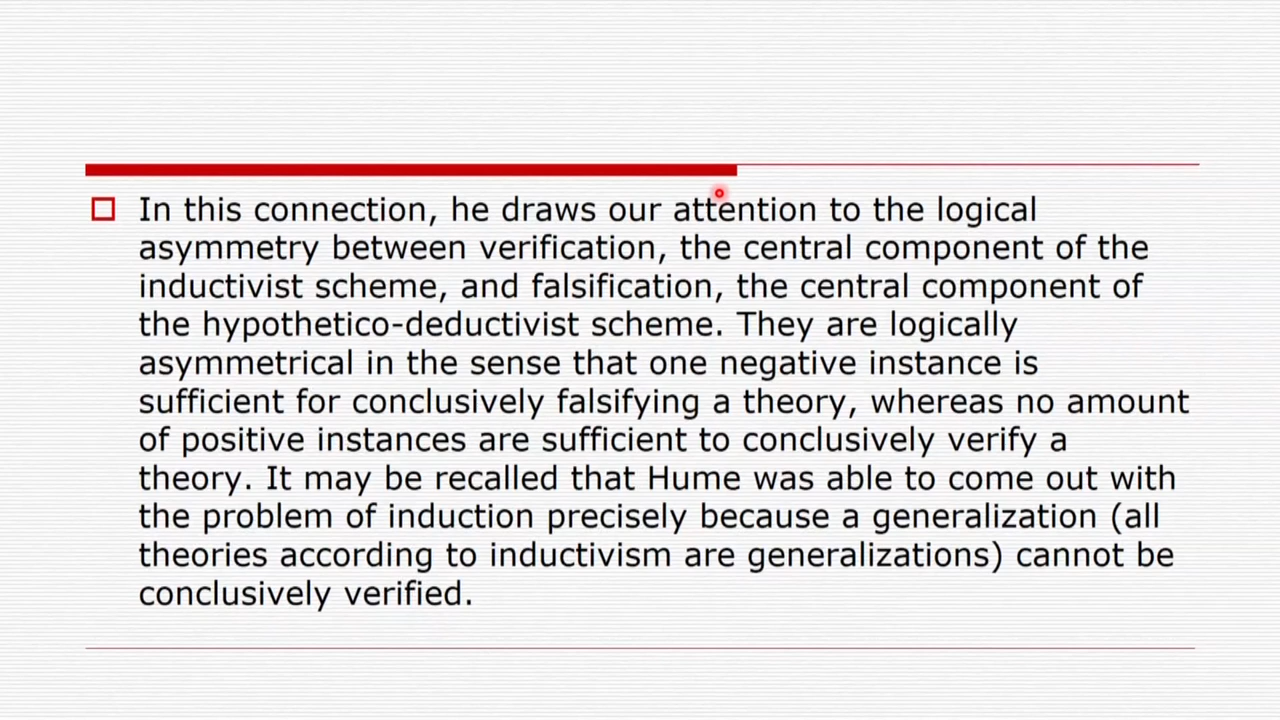 In this connection, he draws our attention to the logical
asymmetry between verification, the central component of the
inductivist scheme, and falsification, the central component of
the hypothetico-deductivist scheme. They are logically
asymmetrical in the sense that one negative instance is
sufficient for conclusively falsifying a theory, whereas no amount
of positive instances are sufficient to conclusively verify a
theory. It may be recalled that Hume was able to come out with
the problem of induction precisely because a generalization (all
theories according to inductivism are generalizations) cannot be
conclusively verified.